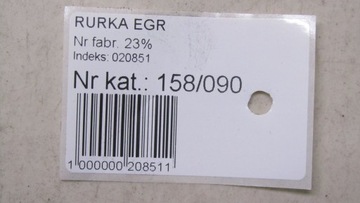 RURKA EGR
Nr fabr. 23%
Indeks: 020851
Nr kat.: 158/090
1 000000 208511